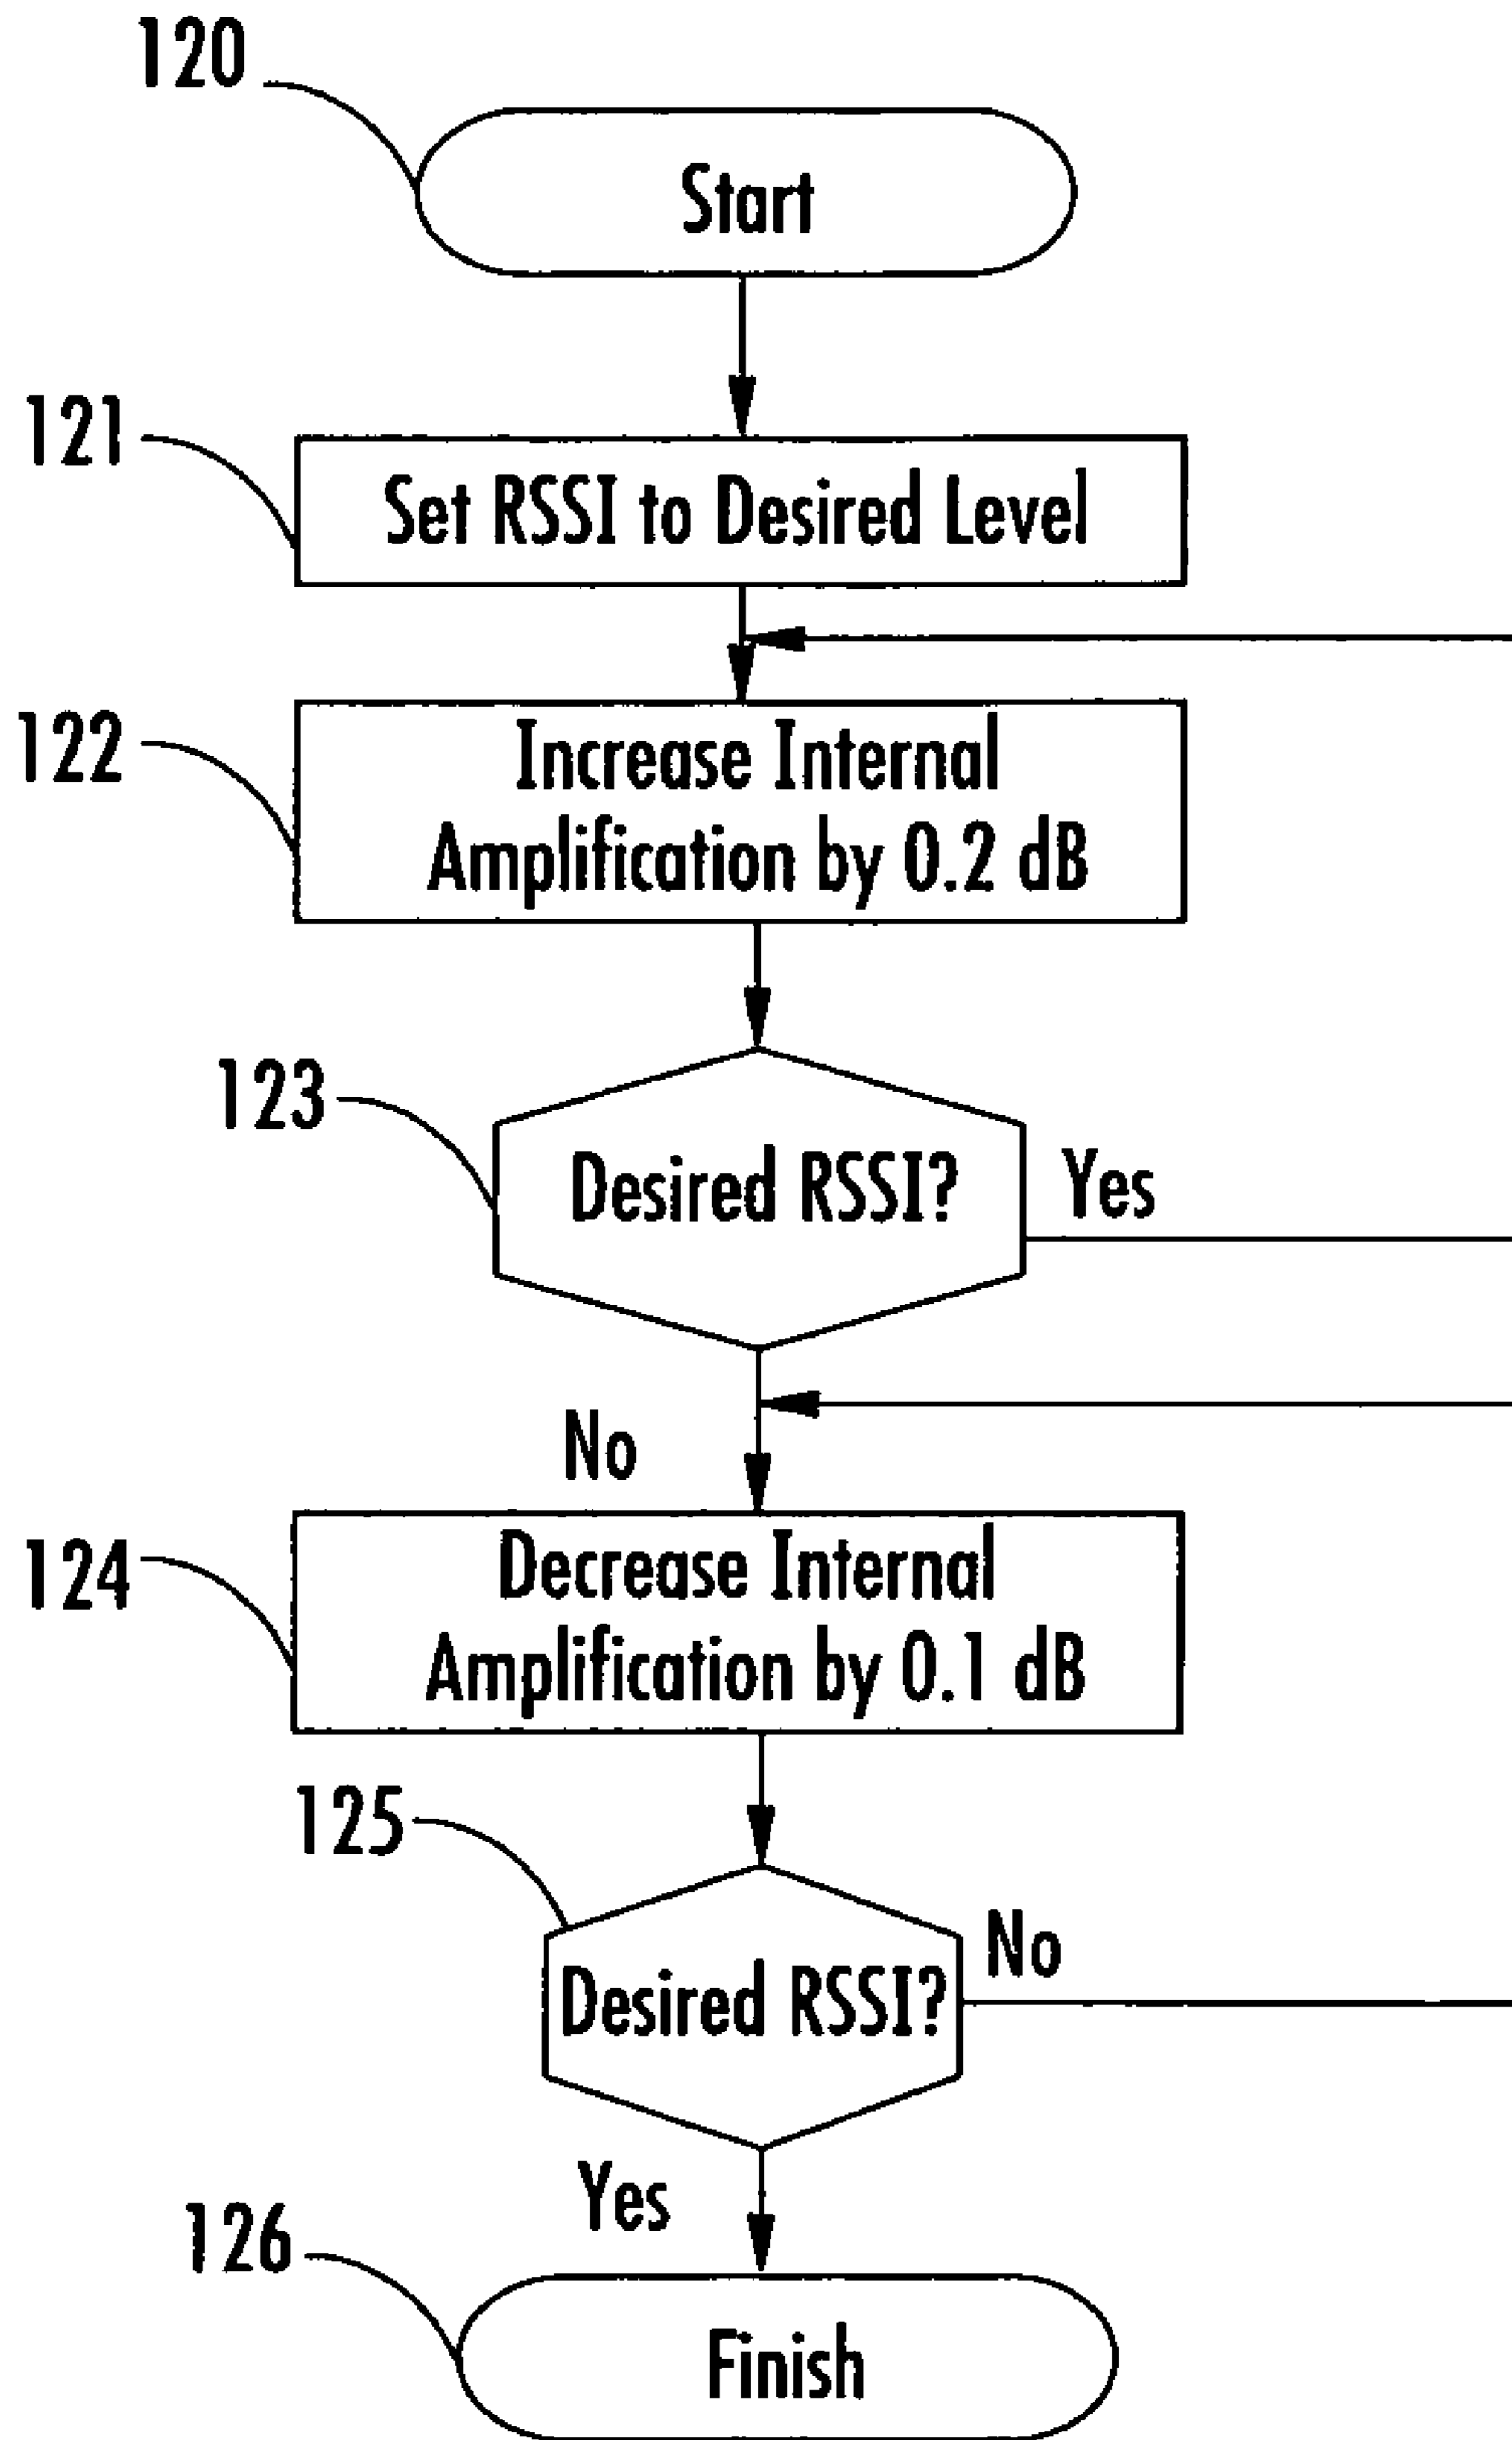 120
Start
121
Set RSSI to Desired Level
122
Increase Internal
Amplification by 0.2 dB
123
Desired RSSI?
Yes
No
124
Decrease Internal
Amplification by 0.1 dB
125
Desired RSSI?
No
Yes
126
Finish